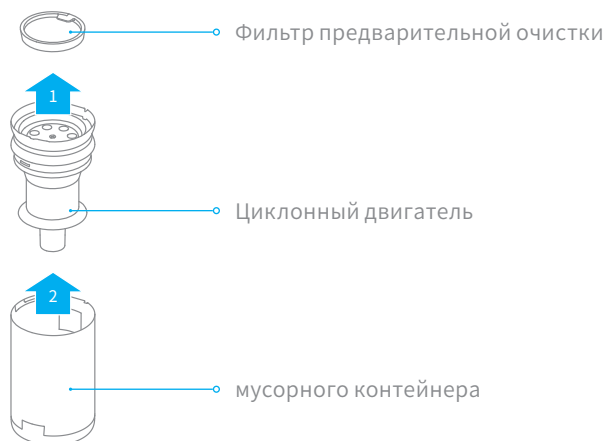 Фильтр предварительной очистки
1
Циклонный двигатель
2
мусорного контейнера